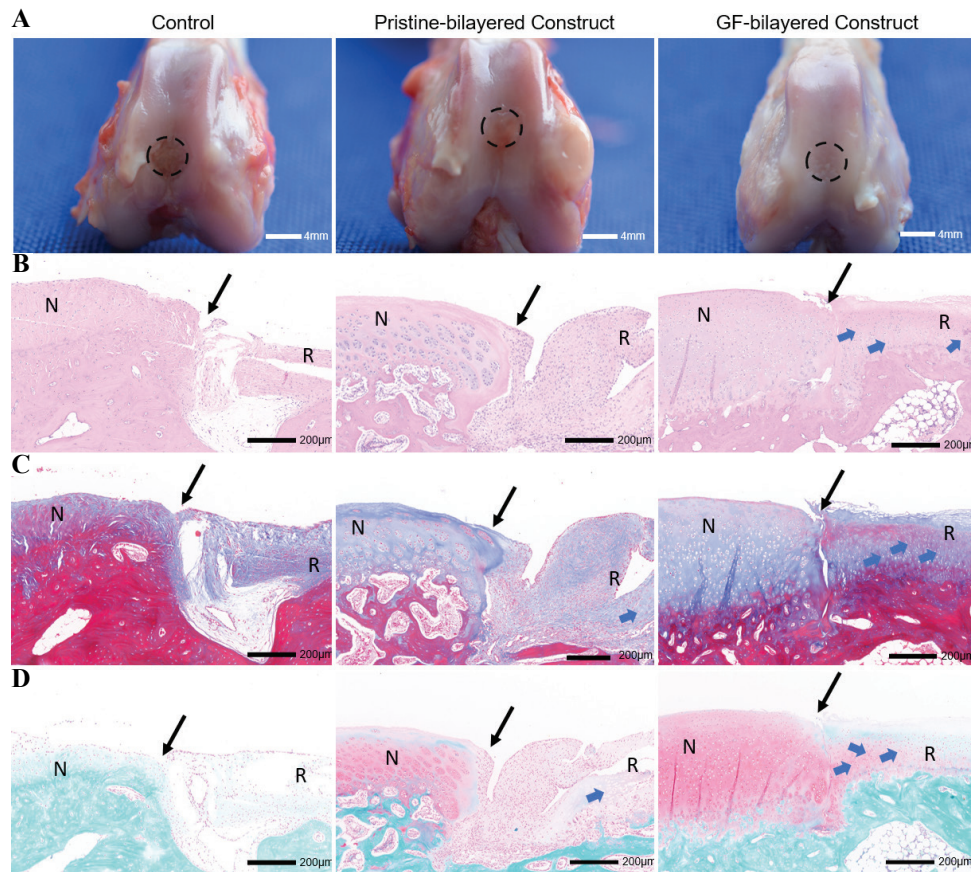 A
Control
Pristine-bilayered Construct
GF-bilayered Construct
4mm
4mm
4mm
B
N
R
200µm
N
R
200µm
N
R
200µm
C
N
R
200µm
N
R
200µm
N
R
200µm
D
N
R
200µm
N
R
200µm
N
R
200µm